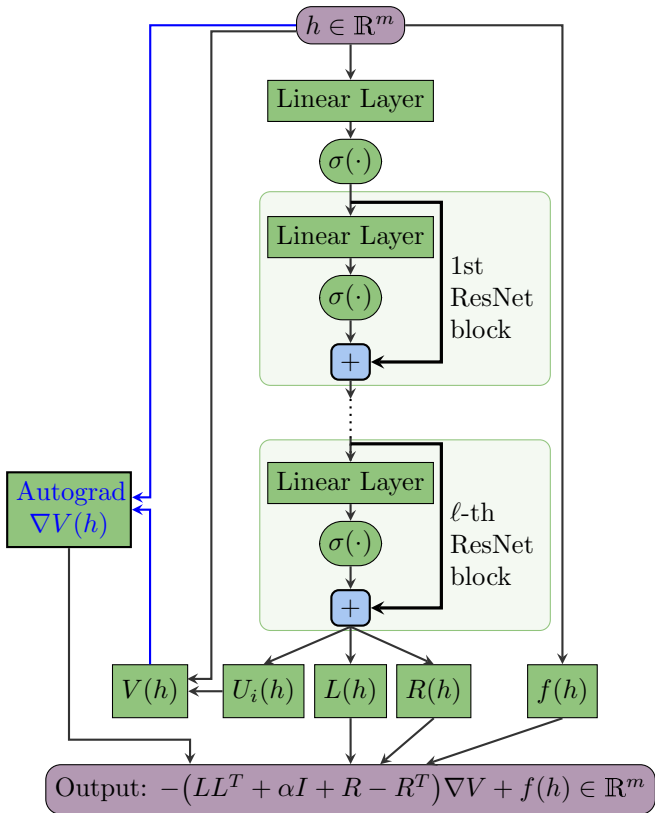 h ∈ ℝ^m
Linear Layer
σ(·)
Linear Layer
σ(·)
+
1st
ResNet
block
Linear Layer
σ(·)
+
ℓ-th
ResNet
block
Autograd
∇V(h)
V(h)
U_i(h)
L(h)
R(h)
f(h)
Output: −(LL^T + αI + R − R^T)∇V + f(h) ∈ ℝ^m